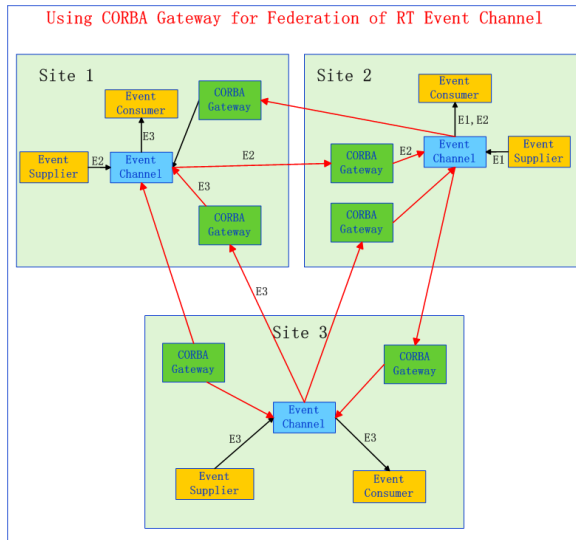 Using CORBA Gateway for Federation of RT Event Channel
Site 1
Event
Consumer
CORBA
Gateway
E3
Event
Supplier
E2
Event
Channel
E2
E3
CORBA
Gateway
E3
Site 2
Event
Consumer
E1,E2
CORBA
Gateway
E2
Event
Channel
E1
Event
Supplier
CORBA
Gateway
Site 3
CORBA
Gateway
CORBA
Gateway
Event
Channel
E3
E3
Event
Supplier
Event
Consumer